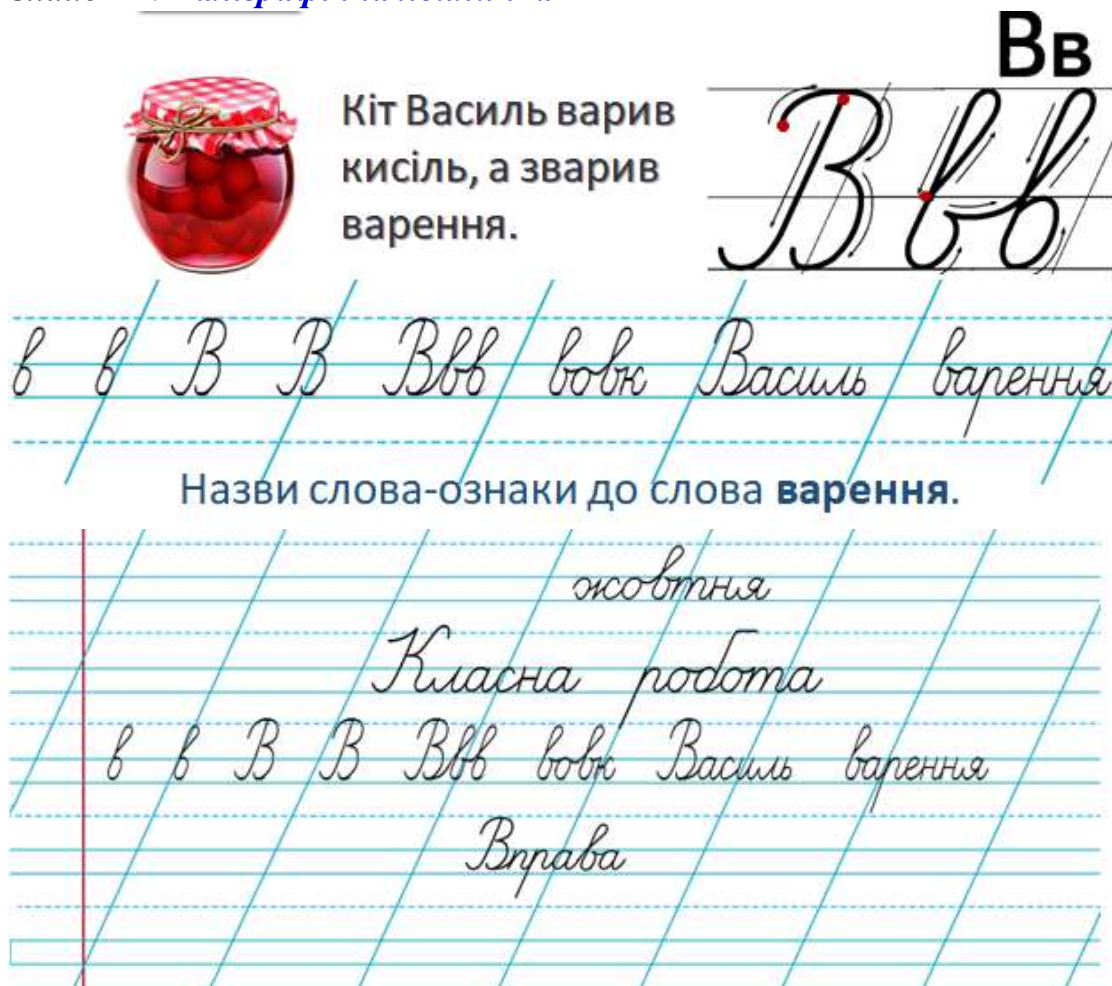 Вв
Кіт Василь варив
кисіль, а зварив
варення.
В в в
в в В В Ввв вовк Василь варення
Назви слова-ознаки до слова варення.
жовтня
Класна робота
в в В В Ввв вовк Василь варення
Вправа